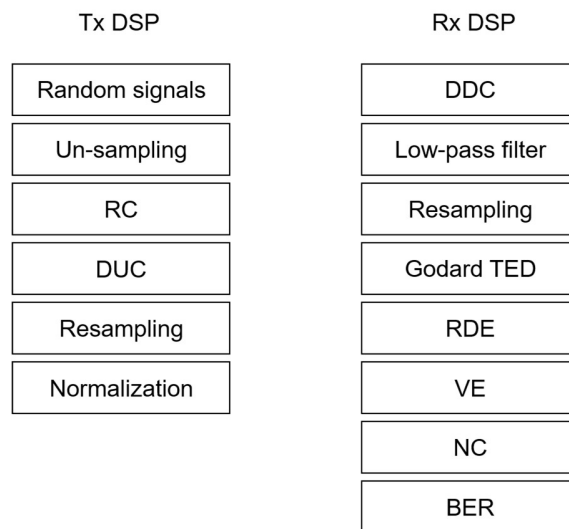 Tx DSP
Random signals
Un-sampling
RC
DUC
Resampling
Normalization
Rx DSP
DDC
Low-pass filter
Resampling
Godard TED
RDE
VE
NC
BER